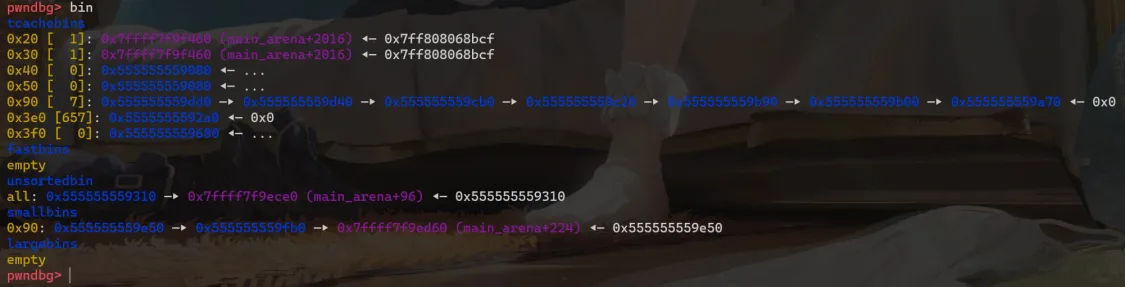 pwndbg> bin
tcachebins
0x20 [  1]: 0x7ffff7f9f460 (main_arena+2016) ◂— 0x7ff808068bcf
0x30 [  1]: 0x7ffff7f9f460 (main_arena+2016) ◂— 0x7ff808068bcf
0x40 [  0]: 0x555555559080 ◂— ...
0x50 [  0]: 0x555555559080 ◂— ...
0x90 [  7]: 0x555555559dd0 —▸ 0x555555559d40 —▸ 0x555555559cb0 —▸ 0x555555559c20 —▸ 0x555555559b90 —▸ 0x555555559b00 —▸ 0x555555559a70 ◂— 0x0
0x3e0 [657]: 0x5555555592a0 ◂— 0x0
0x3f0 [  0]: 0x555555559680 ◂— ...
fastbins
empty
unsortedbin
all: 0x555555559310 —▸ 0x7ffff7f9ece0 (main_arena+96) ◂— 0x555555559310
smallbins
0x90: 0x555555559e50 —▸ 0x555555559fb0 —▸ 0x7ffff7f9ed60 (main_arena+224) ◂— 0x555555559e50
largebins
empty
pwndbg>